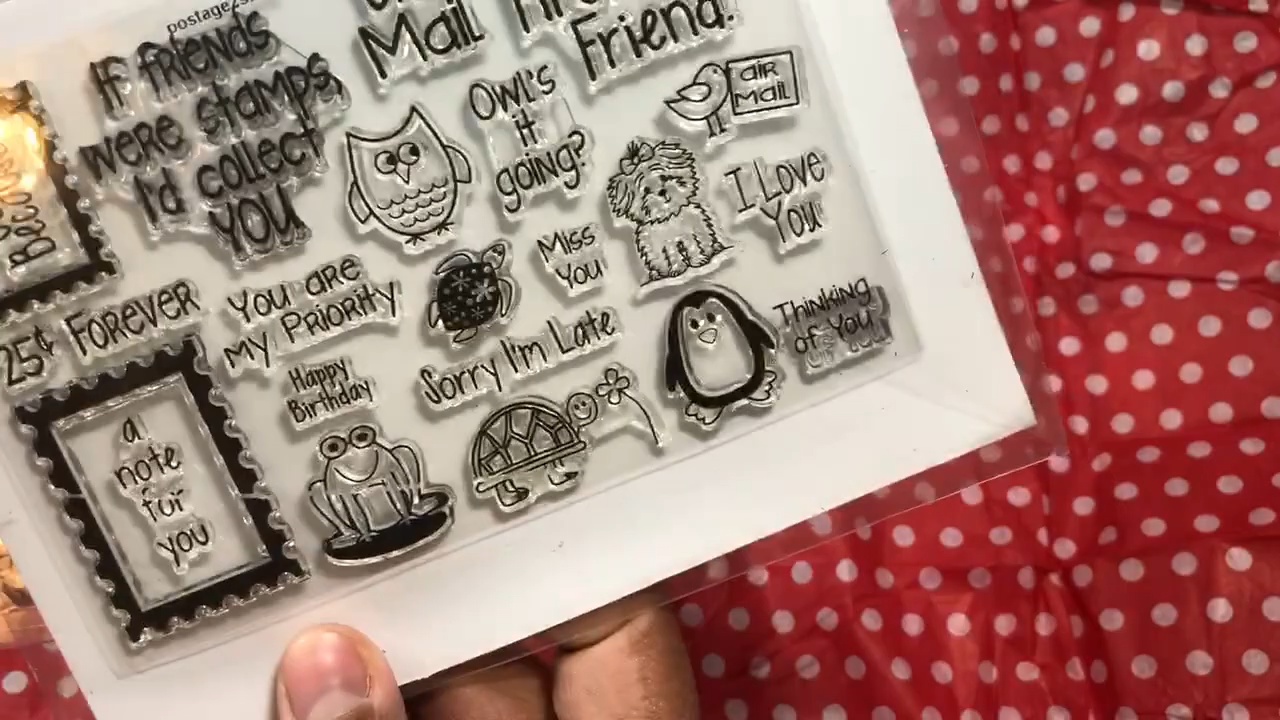 If friends
were stamps,
I'd collect
YOU
Mail
Friend!
Owl's
it
going?
air
mail
I Love
You
Miss
You
25¢ Forever
You are
my Priority
Happy
Birthday
Sorry I'm Late
Thinking
of You
a
note
for
you